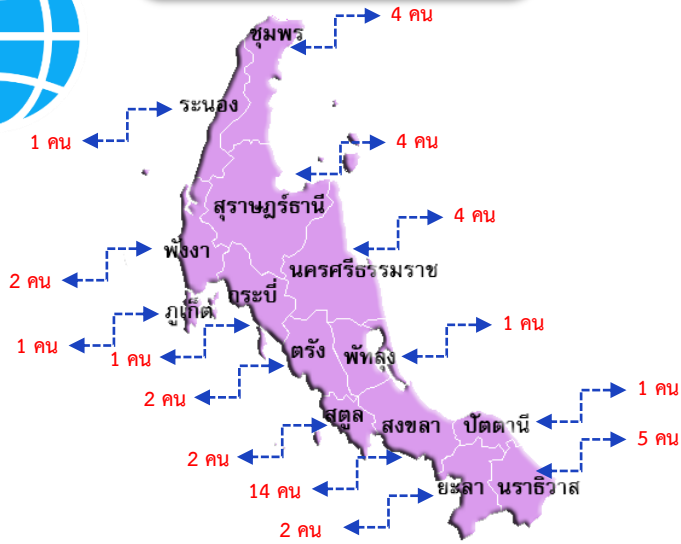 4 คน
ชุมพร
ระนอง
1 คน
4 คน
สุราษฎร์ธานี
4 คน
พังงา
นครศรีธรรมราช
2 คน
กระบี่
ภูเก็ต
1 คน
1 คน
1 คน
ตรัง
พัทลุง
2 คน
1 คน
สตูล
สงขลา
ปัตตานี
5 คน
2 คน
14 คน
ยะลา
นราธิวาส
2 คน